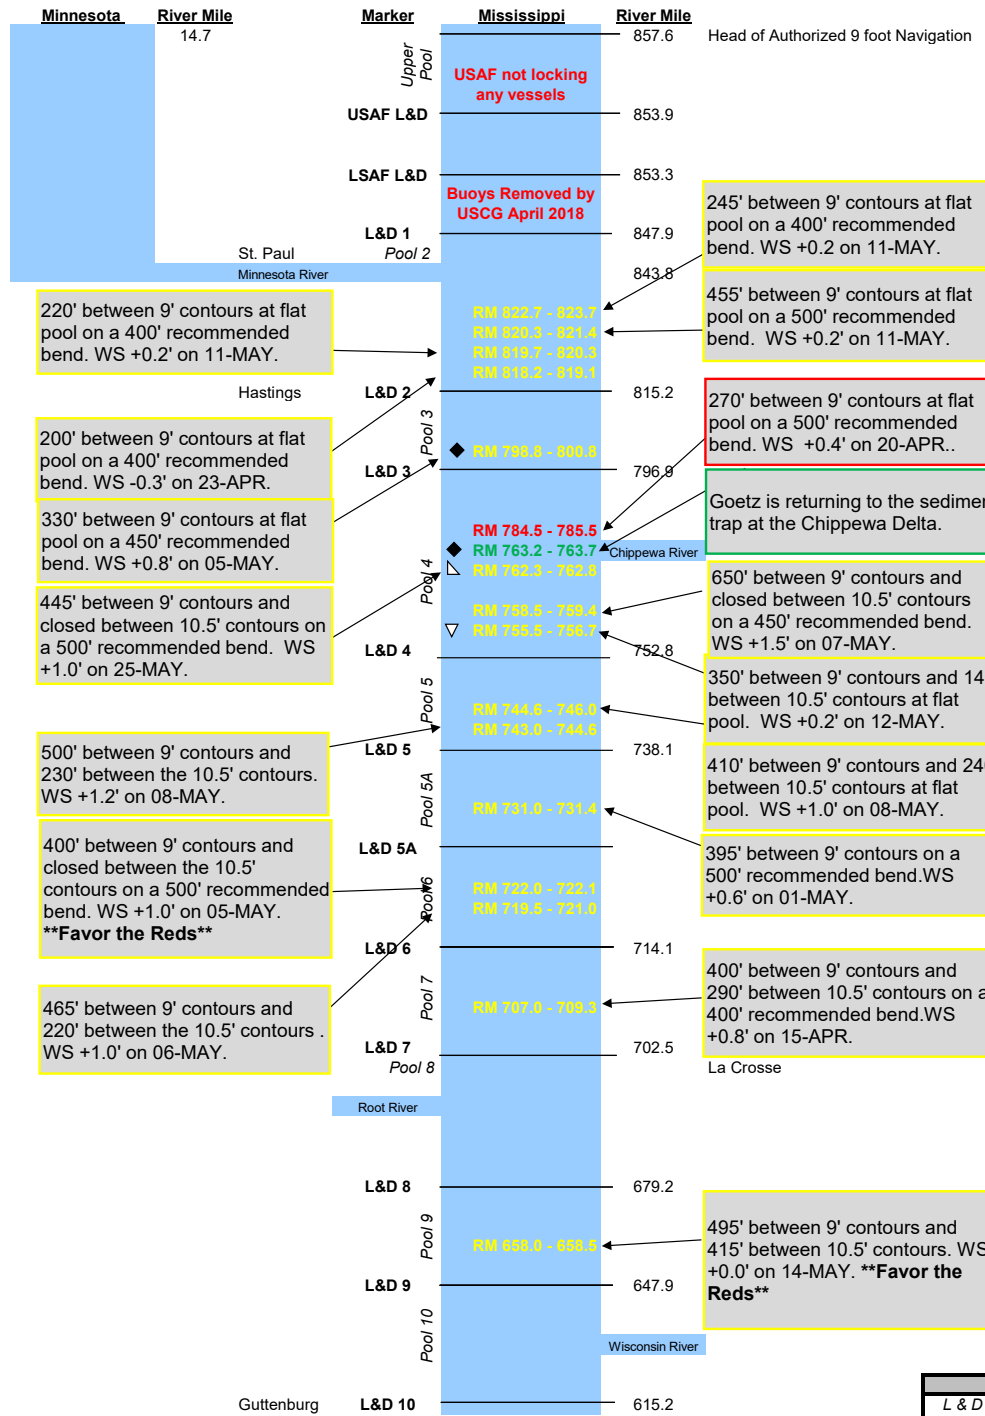 Minnesota River Mile Marker Mississippi River Mile
14.7 857.6 Head of Authorized 9 foot Navigation
Upper
Pool
USAF not locking
any vessels
USAF L&D 853.9
LSAF L&D 853.3
Buoys Removed by
USCG April 2018
L&D 1 847.9
St. Paul Pool 2
Minnesota River 843.8
245' between 9' contours at flat
pool on a 400' recommended
bend. WS +0.2 on 11-MAY.
455' between 9' contours at flat
pool on a 500' recommended
bend. WS +0.2' on 11-MAY.
220' between 9' contours at flat
pool on a 400' recommended
bend. WS +0.2' on 11-MAY.
RM 822.7 - 823.7
RM 820.3 - 821.4
RM 819.7 - 820.3
RM 818.2 - 819.1
Hastings L&D 2 815.2
270' between 9' contours at flat
pool on a 500' recommended
bend. WS +0.4' on 20-APR..
200' between 9' contours at flat
pool on a 400' recommended
bend. WS -0.3' on 23-APR.
Pool 3
RM 798.8 - 800.8
L&D 3 796.9
Goetz is returning to the
trap at the Chippewa Delta.
330' between 9' contours at flat
pool on a 450' recommended
bend. WS +0.8' on 05-MAY.
RM 784.5 - 785.5
RM 763.2 - 763.7
Chippewa River
RM 762.3 - 762.8
Pool 4
445' between 9' contours and
closed between 10.5' contours on
a 500' recommended bend. WS
+1.0' on 25-MAY.
650' between 9' contours and
closed between 10.5' contours
on a 450' recommended bend.
WS +1.5' on 07-MAY.
RM 758.5 - 759.4
RM 755.5 - 756.7
L&D 4 752.8
350' between 9' contours and 14
between 10.5' contours at flat
pool. WS +0.2' on 12-MAY.
Pool 5
RM 744.6 - 746.0
RM 743.0 - 744.6
L&D 5 738.1
500' between 9' contours and
230' between the 10.5' contours.
WS +1.2' on 08-MAY.
410' between 9' contours and 24
between 10.5' contours at flat
pool. WS +1.0' on 08-MAY.
Pool 5A
RM 731.0 - 731.4
L&D 5A
400' between 9' contours and
closed between the 10.5'
contours on a 500' recommended
bend. WS +1.0' on 05-MAY.
**Favor the Reds**
395' between 9' contours on a
500' recommended bend.WS
+0.6' on 01-MAY.
Pool 6
RM 722.0 - 722.1
RM 719.5 - 721.0
L&D 6 714.1
465' between 9' contours and
220' between the 10.5' contours .
WS +1.0' on 06-MAY.
Pool 7
RM 707.0 - 709.3
400' between 9' contours and
290' between 10.5' contours on a
400' recommended bend.WS
+0.8' on 15-APR.
L&D 7 702.5
Pool 8 La Crosse
Root River
L&D 8 679.2
Pool 9
RM 658.0 - 658.5
495' between 9' contours and
415' between 10.5' contours. WS
+0.0' on 14-MAY. **Favor the
Reds**
L&D 9 647.9
Pool 10
Wisconsin River
Guttenburg L&D 10 615.2
L & D